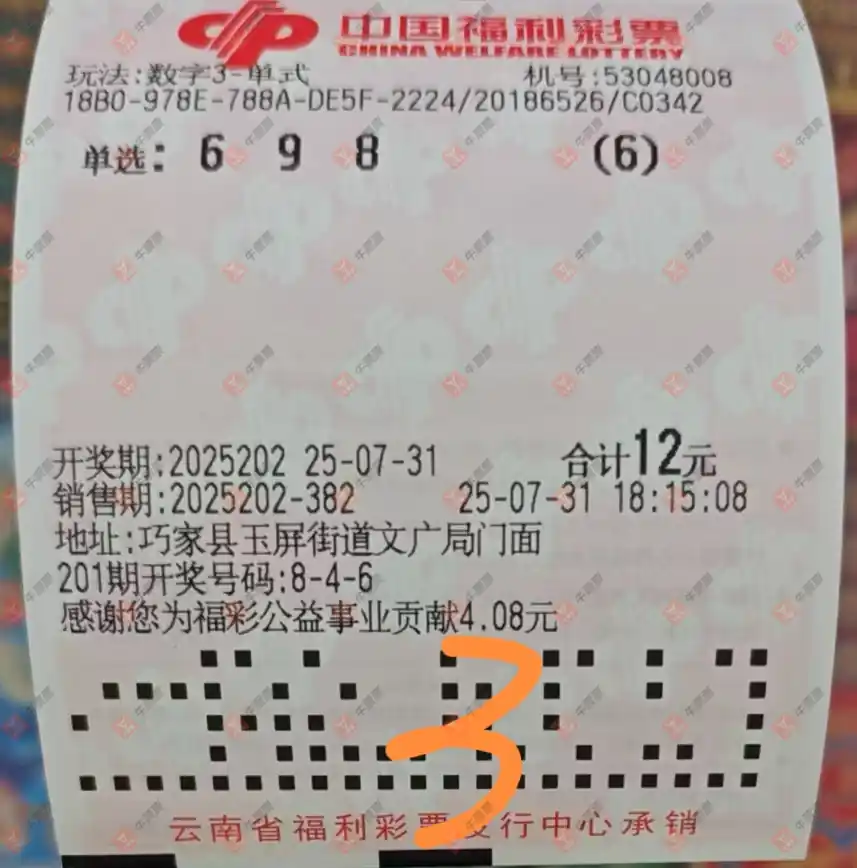 中国福利彩票
CHINA WELFARE LOTTERY
玩法:数字3-单式 机号:53048008
18B0-978E-788A-DE5F-2224/20186526/C0342
单选: 6 9 8 (6)
开奖期:2025202 25-07-31 合计12元
销售期:2025202-382 25-07-31 18:15:08
地址:巧家县玉屏街道文广局门面
201期开奖号码:8-4-6
感谢您为福彩公益事业贡献4.08元
3
云南省福利彩票发行中心承销
牛彩票